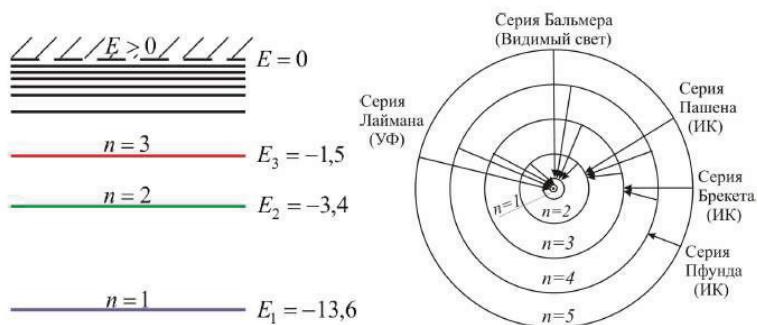 E > 0
E = 0
n = 3
E₃ = −1,5
n = 2
E₂ = −3,4
n = 1
E₁ = −13,6
Серия Бальмера
(Видимый свет)
Серия
Лаймана
(УФ)
Серия
Пашена
(ИК)
Серия
Брекета
(ИК)
Серия
Пфунда
(ИК)
n=1
n=2
n=3
n=4
n=5